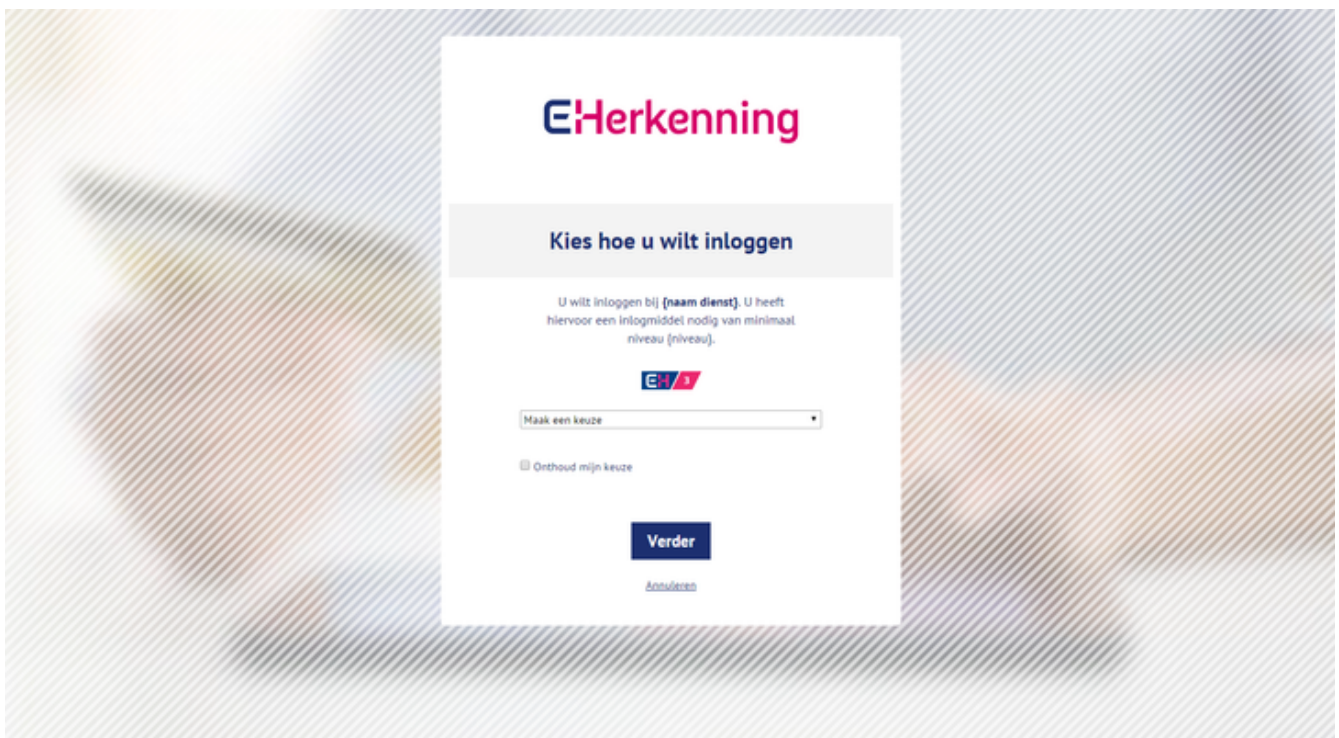 EHerkenning
Kies hoe u wilt inloggen
U wilt inloggen bij {naam dienst}. U heeft
hiervoor een inlogmiddel nodig van minimaal
niveau {niveau}.
EH 3
Maak een keuze
Onthoud mijn keuze
Verder
Annuleren